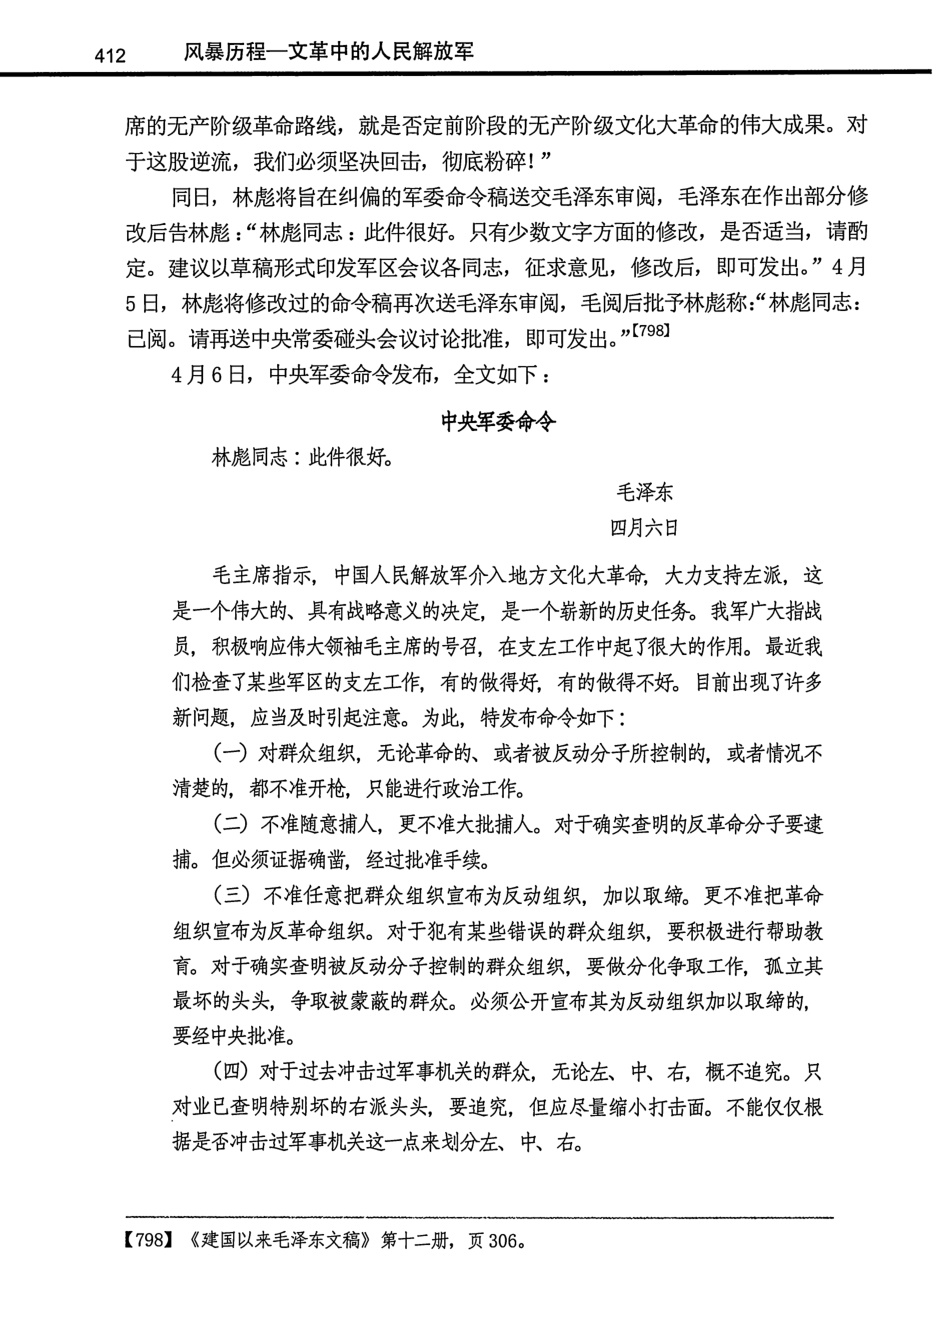 412 风暴历程—文革中的人民解放军
席的无产阶级革命路线，就是否定前阶段的无产阶级文化大革命的伟大成果。对
于这股逆流，我们必须坚决回击，彻底粉碎！”
同日，林彪将旨在纠偏的军委命令稿送交毛泽东审阅，毛泽东在作出部分修
改后告林彪：“林彪同志：此件很好。只有少数文字方面的修改，是否适当，请酌
定。建议以草稿形式印发军区会议各同志，征求意见，修改后，即可发出。”4月
5日，林彪将修改过的命令稿再次送毛泽东审阅，毛阅后批予林彪称：“林彪同志：
已阅。请再送中央常委碰头会议讨论批准，即可发出。”【798】
4月6日，中央军委命令发布，全文如下：
中央军委命令
林彪同志：此件很好。
毛泽东
四月六日
毛主席指示，中国人民解放军介入地方文化大革命，大力支持左派，这
是一个伟大的、具有战略意义的决定，是一个崭新的历史任务。我军广大指战
员，积极响应伟大领袖毛主席的号召，在支左工作中起了很大的作用。最近我
们检查了某些军区的支左工作，有的做得好，有的做得不好。目前出现了许多
新问题，应当及时引起注意。为此，特发布命令如下：
（一）对群众组织，无论革命的、或者被反动分子所控制的，或者情况不
清楚的，都不准开枪，只能进行政治工作。
（二）不准随意捕人，更不准大批捕人。对于确实查明的反革命分子要逮
捕。但必须证据确凿，经过批准手续。
（三）不准任意把群众组织宣布为反动组织，加以取缔。更不准把革命
组织宣布为反革命组织。对于犯有某些错误的群众组织，要积极进行帮助教
育。对于确实查明被反动分子控制的群众组织，要做分化争取工作，孤立其
最坏的头头，争取被蒙蔽的群众。必须公开宣布其为反动组织加以取缔的，
要经中央批准。
（四）对于过去冲击过军事机关的群众，无论左、中、右，概不追究。只
对业已查明特别坏的右派头头，要追究，但应尽量缩小打击面。不能仅仅根
据是否冲击过军事机关这一点来划分左、中、右。
【798】《建国以来毛泽东文稿》第十二册，页306。